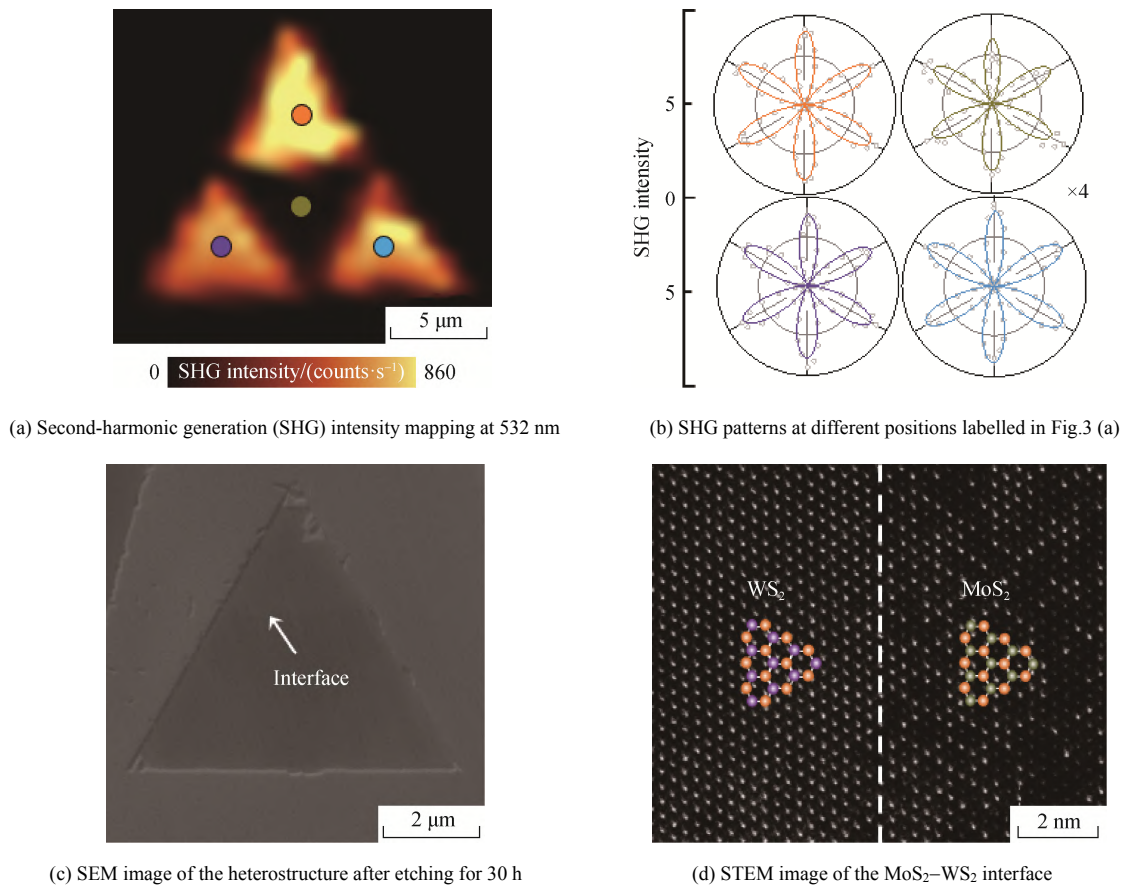 5 μm
0 SHG intensity/(counts·s⁻¹) 860
(a) Second-harmonic generation (SHG) intensity mapping at 532 nm
SHG intensity
5
0
5
×4
(b) SHG patterns at different positions labelled in Fig.3 (a)
Interface
2 μm
(c) SEM image of the heterostructure after etching for 30 h
WS₂
MoS₂
2 nm
(d) STEM image of the MoS₂−WS₂ interface